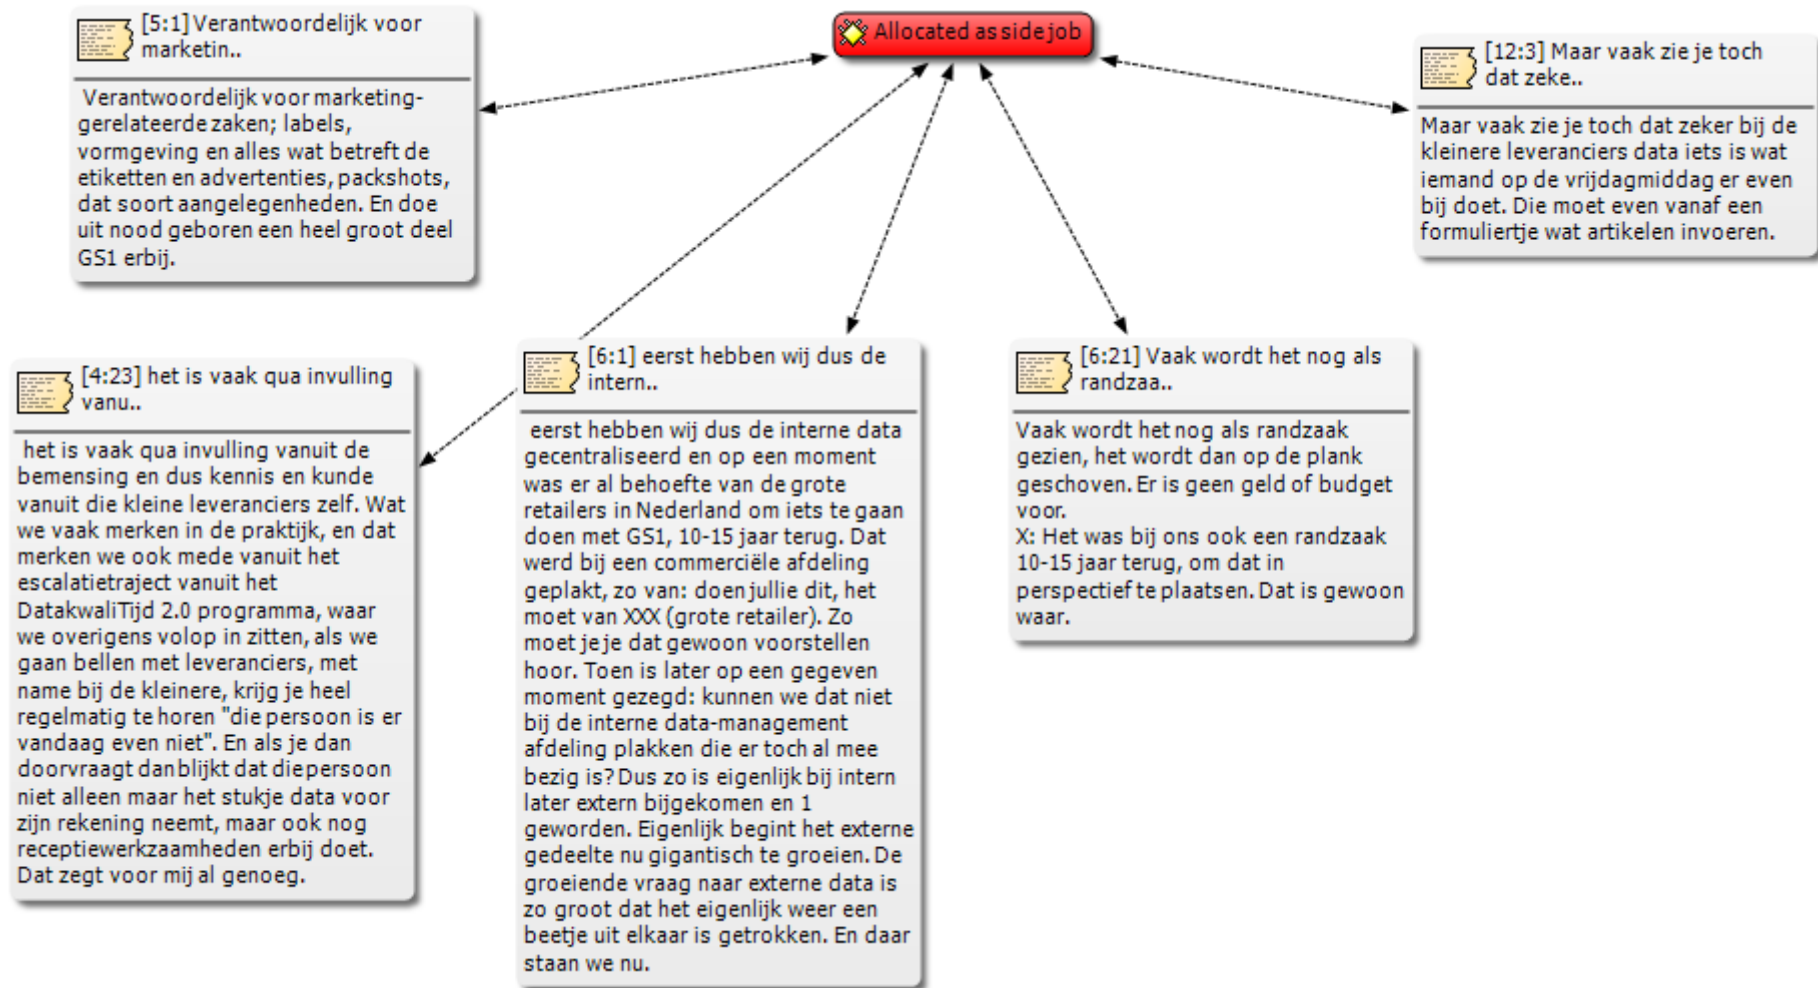 Allocated as side job
[5:1] Verantwoordelijk voor
marketin..
Verantwoordelijk voor marketing-
gerelateerde zaken; labels,
vormgeving en alles wat betreft de
etiketten en advertenties, packshots,
dat soort aangelegenheden. En doe
uit nood geboren een heel groot deel
GS1 erbij.
[12:3] Maar vaak zie je toch
dat zeke..
Maar vaak zie je toch dat zeker bij de
kleinere leveranciers data iets is wat
iemand op de vrijdagmiddag er even
bij doet. Die moet even vanaf een
formuliertje wat artikelen invoeren.
[4:23] het is vaak qua invulling
vanu..
het is vaak qua invulling vanuit de
bemensing en dus kennis en kunde
vanuit die kleine leveranciers zelf. Wat
we vaak merken in de praktijk, en dat
merken we ook mede vanuit het
escalatietraject vanuit het
DatakwaliTijd 2.0 programma, waar
we overigens volop in zitten, als we
gaan bellen met leveranciers, met
name bij de kleinere, krijg je heel
regelmatig te horen "die persoon is er
vandaag even niet". En als je dan
doorvraagt dan blijkt dat die persoon
niet alleen maar het stukje data voor
zijn rekening neemt, maar ook nog
receptiewerkzaamheden erbij doet.
Dat zegt voor mij al genoeg.
[6:1] eerst hebben wij dus de
intern..
eerst hebben wij dus de interne data
gecentraliseerd en op een moment
was er al behoefte van de grote
retailers in Nederland om iets te gaan
doen met GS1, 10-15 jaar terug. Dat
werd bij een commerciële afdeling
geplakt, zo van: doen jullie dit, het
moet van XXX (grote retailer). Zo
moet je je dat gewoon voorstellen
hoor. Toen is later op een gegeven
moment gezegd: kunnen we dat niet
bij de interne data-management
afdeling plakken die er toch al mee
bezig is? Dus zo is eigenlijk bij intern
later extern bijgekomen en 1
geworden. Eigenlijk begint het externe
gedeelte nu gigantisch te groeien. De
groeiende vraag naar externe data is
zo groot dat het eigenlijk weer een
beetje uit elkaar is getrokken. En daar
staan we nu.
[6:21] Vaak wordt het nog als
randzaa..
Vaak wordt het nog als randzaak
gezien, het wordt dan op de plank
geschoven. Er is geen geld of budget
voor.
X: Het was bij ons ook een randzaak
10-15 jaar terug, om dat in
perspectief te plaatsen. Dat is gewoon
waar.